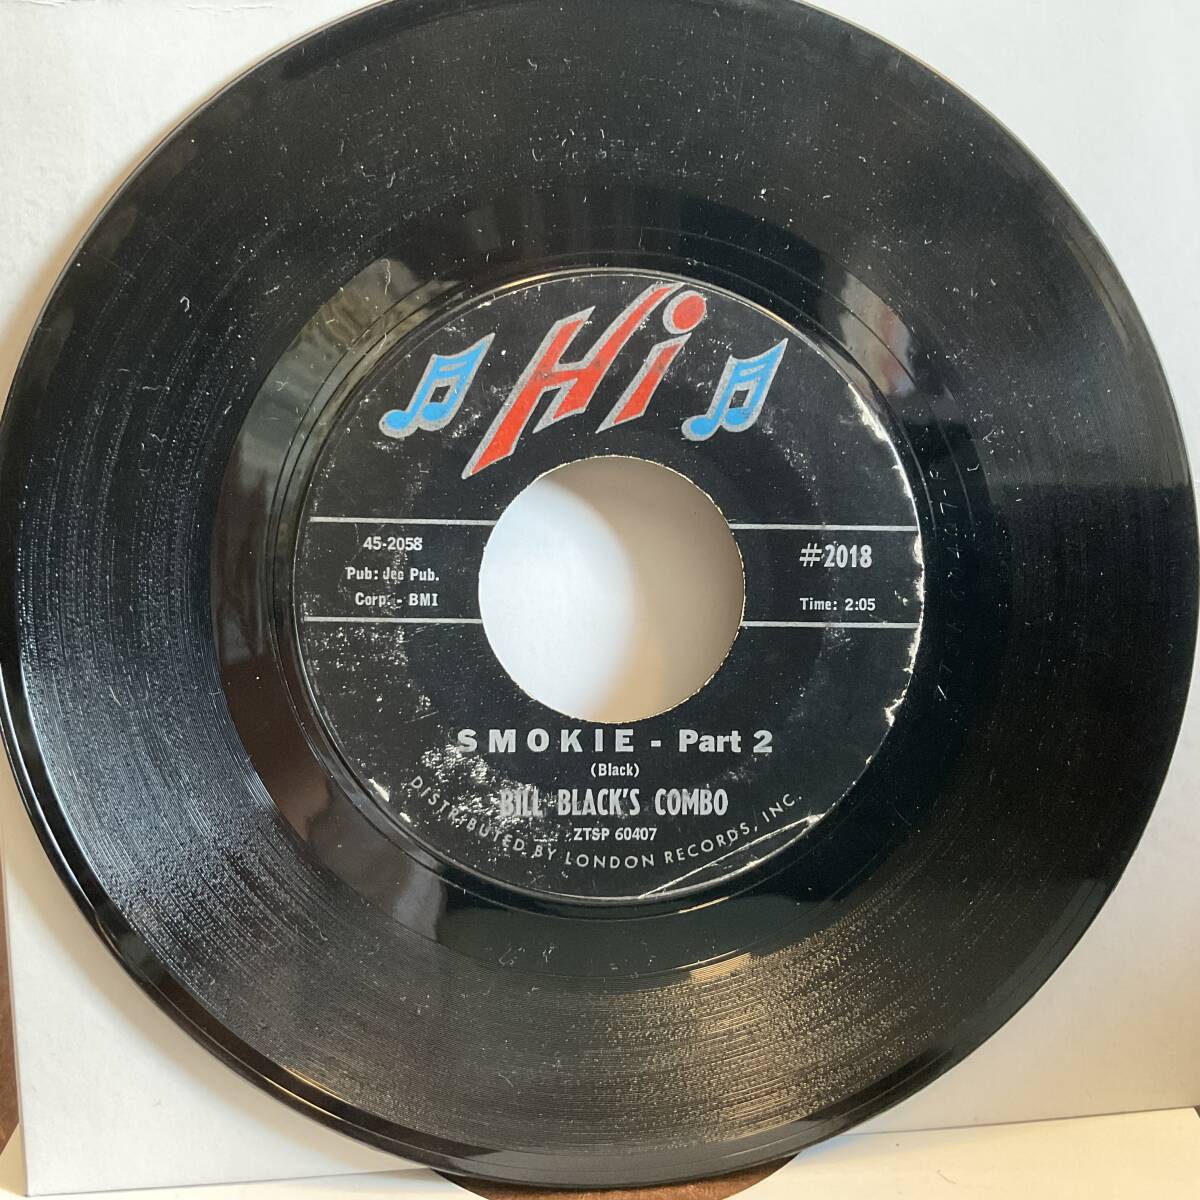 Hi
45-2058
Pub: Jec Pub.
Corp. - BMI
#2018
Time: 2:05
SMOKIE - Part 2
(Black)
BILL BLACK'S COMBO
ZTSP 60407
DISTRIBUTED BY LONDON RECORDS, INC.